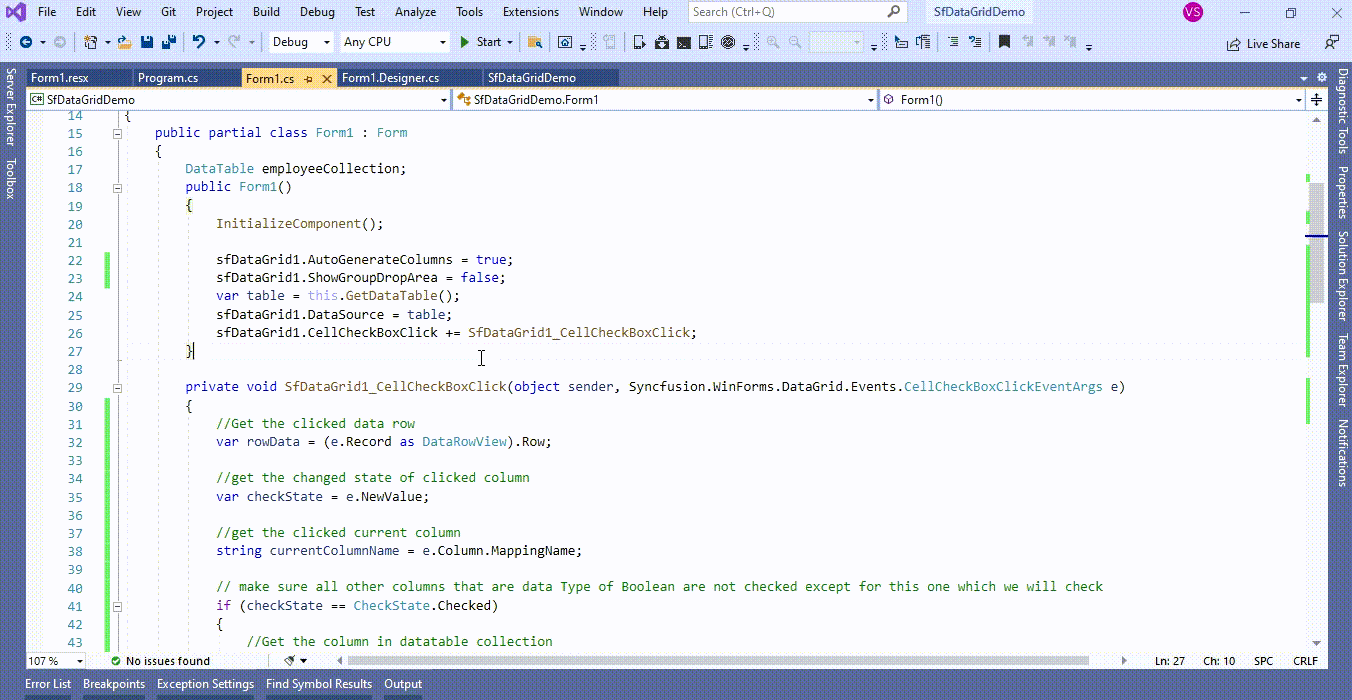 File Edit View Git Project Build Debug Test Analyze Tools Extensions Window Help Search (Ctrl+Q) SfDataGridDemo VS
Debug Any CPU Start Live Share
Form1.resx Program.cs Form1.cs Form1.Designer.cs SfDataGridDemo
C# SfDataGridDemo SfDataGridDemo.Form1 Form1()
Server Explorer
Toolbox
14 {
15 public partial class Form1 : Form
16 {
17 DataTable employeeCollection;
18 public Form1()
19 {
20 InitializeComponent();
21
22 sfDataGrid1.AutoGenerateColumns = true;
23 sfDataGrid1.ShowGroupDropArea = false;
24 var table = this.GetDataTable();
25 sfDataGrid1.DataSource = table;
26 sfDataGrid1.CellCheckBoxClick += SfDataGrid1_CellCheckBoxClick;
27 }
28
29 private void SfDataGrid1_CellCheckBoxClick(object sender, Syncfusion.WinForms.DataGrid.Events.CellCheckBoxClickEventArgs e)
30 {
31 //Get the clicked data row
32 var rowData = (e.Record as DataRowView).Row;
33
34 //get the changed state of clicked column
35 var checkState = e.NewValue;
36
37 //get the clicked current column
38 string currentColumnName = e.Column.MappingName;
39
40 // make sure all other columns that are data Type of Boolean are not checked except for this one which we will check
41 if (checkState == CheckState.Checked)
42 {
43 //Get the column in datatable collection
Diagnostic Tools
Properties
Solution Explorer
Team Explorer
Notifications
107 % No issues found Ln: 27 Ch: 10 SPC CRLF
Error List Breakpoints Exception Settings Find Symbol Results Output